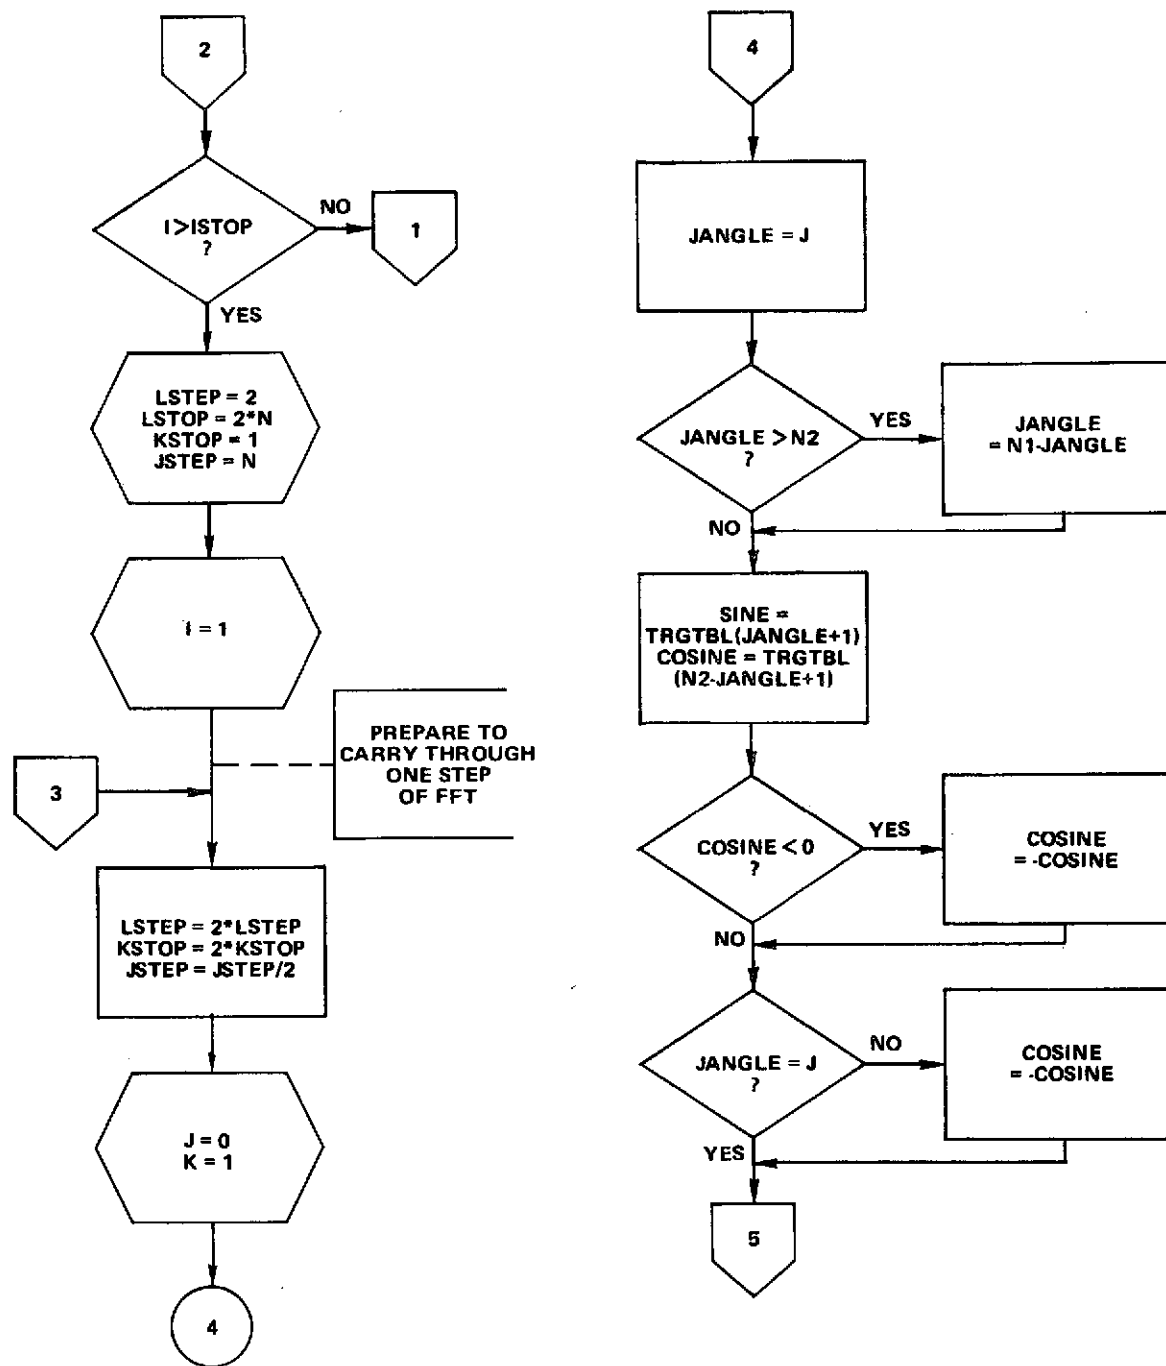 2
I>ISTOP
?
NO
1
YES
LSTEP = 2
LSTOP = 2*N
KSTOP = 1
JSTEP = N
I = 1
PREPARE TO
CARRY THROUGH
ONE STEP
OF FFT
3
LSTEP = 2*LSTEP
KSTOP = 2*KSTOP
JSTEP = JSTEP/2
J = 0
K = 1
4
4
JANGLE = J
JANGLE >N2
?
YES
JANGLE
= N1-JANGLE
NO
SINE =
TRGTBL(JANGLE+1)
COSINE = TRGTBL
(N2-JANGLE+1)
COSINE <0
?
YES
COSINE
= -COSINE
NO
JANGLE = J
?
NO
COSINE
= -COSINE
YES
5